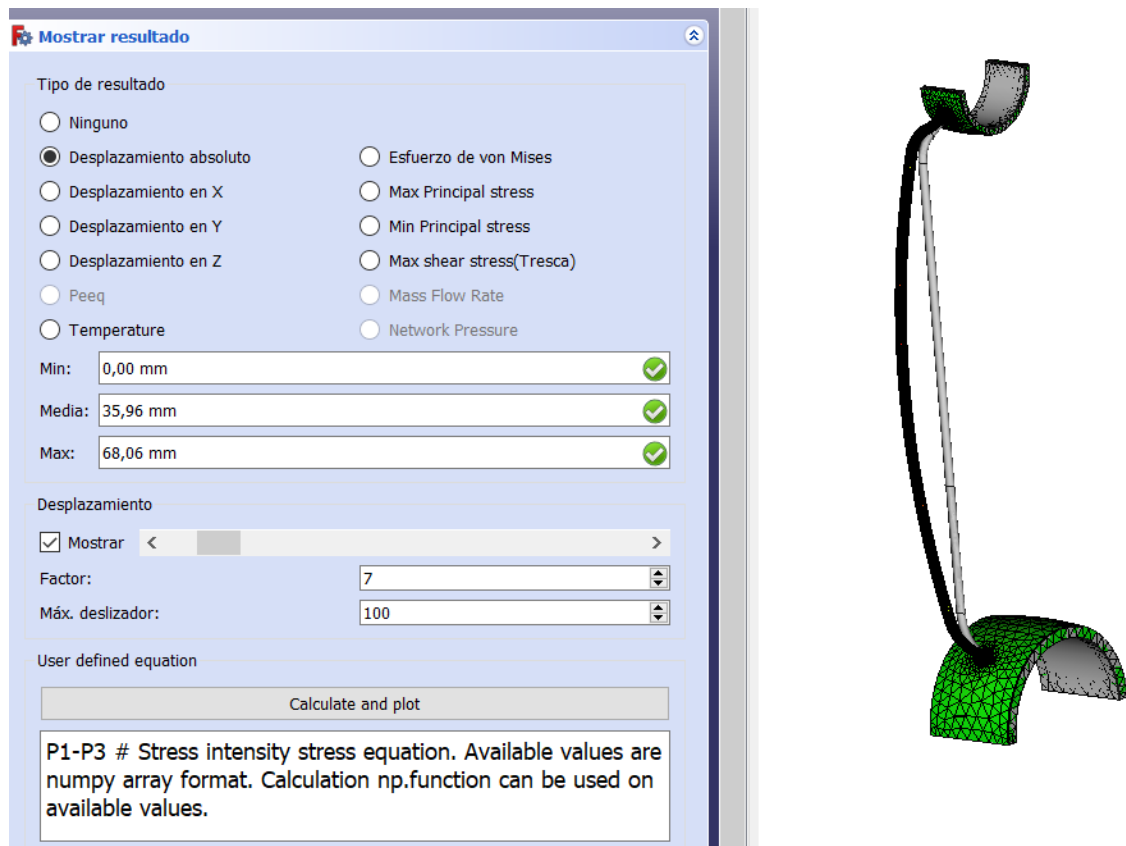 Mostrar resultado
Tipo de resultado
Ninguno
Desplazamiento absoluto
Esfuerzo de von Mises
Desplazamiento en X
Max Principal stress
Desplazamiento en Y
Min Principal stress
Desplazamiento en Z
Max shear stress(Tresca)
Peeq
Mass Flow Rate
Temperature
Network Pressure
Min: 0,00 mm
Media: 35,96 mm
Max: 68,06 mm
Desplazamiento
Mostrar
Factor: 7
Máx. deslizador: 100
User defined equation
Calculate and plot
P1-P3 # Stress intensity stress equation. Available values are
numpy array format. Calculation np.function can be used on
available values.